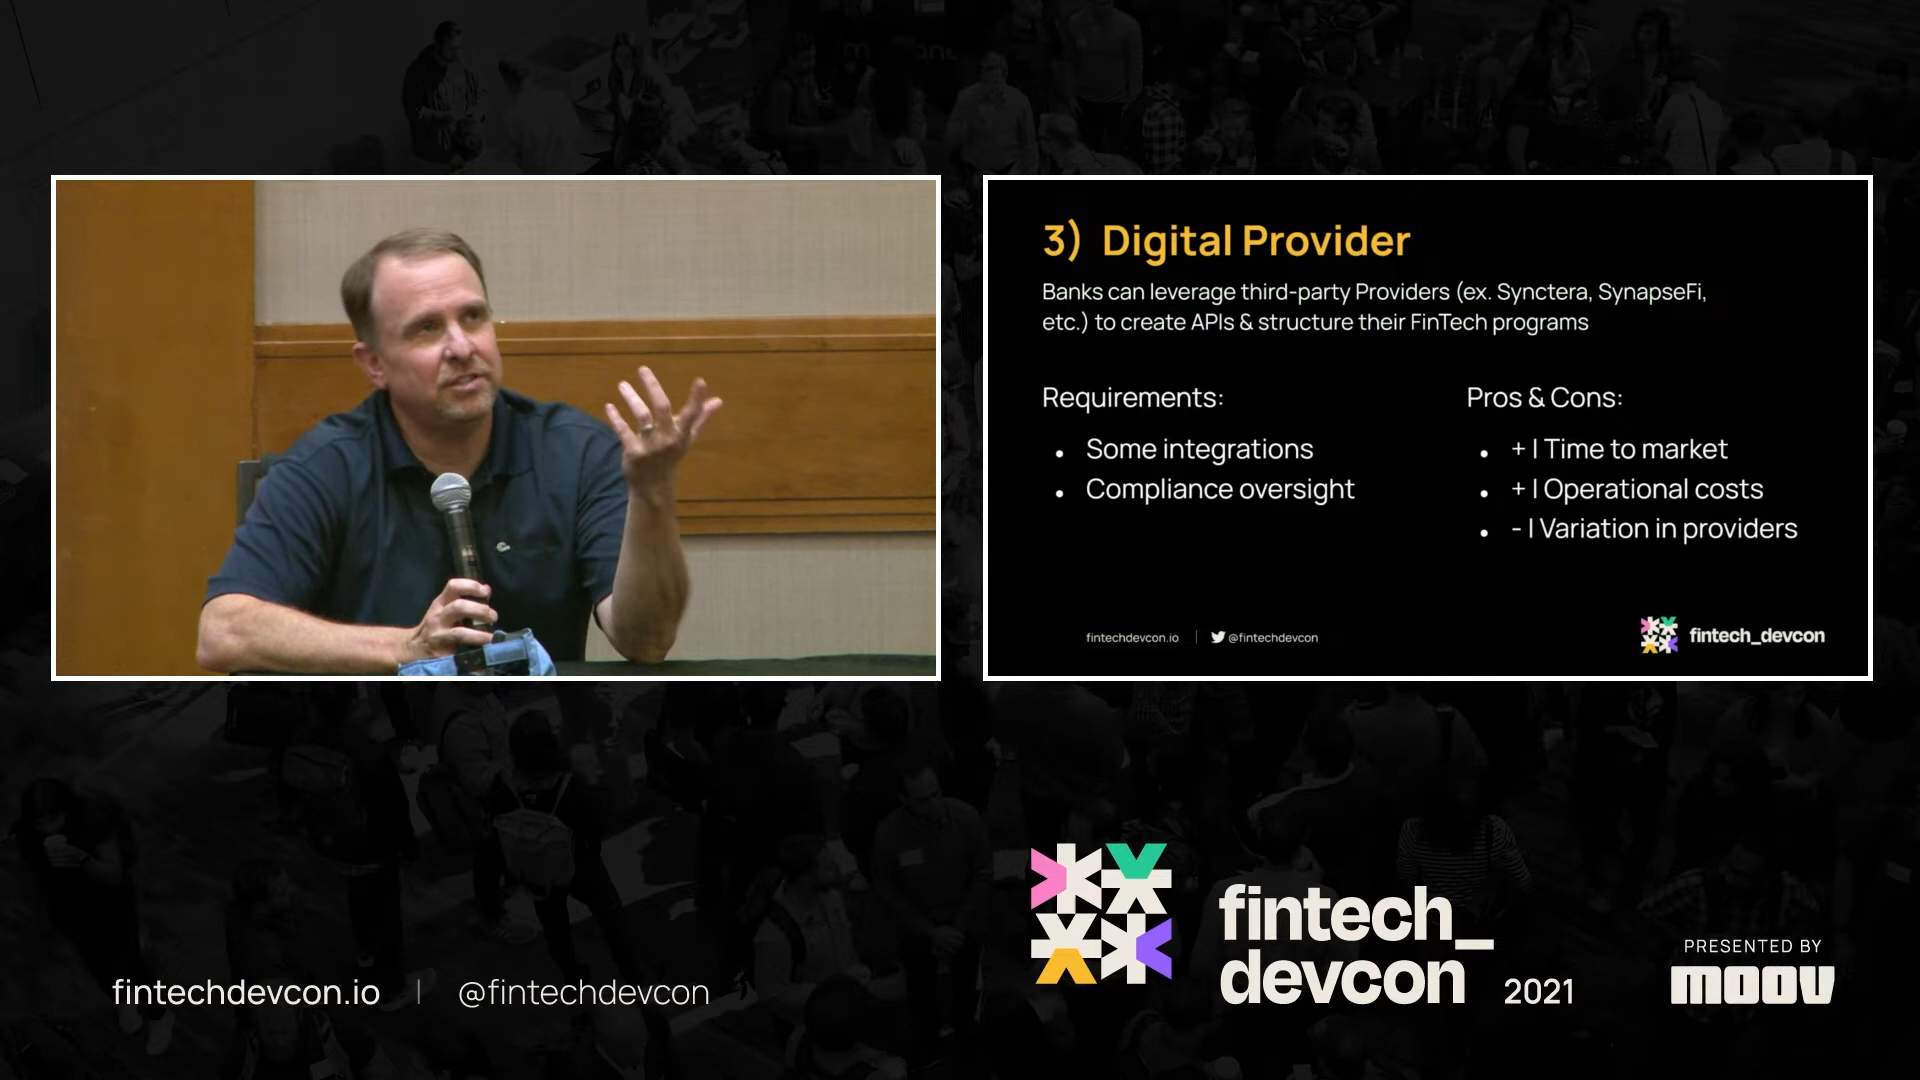 3) Digital Provider
Banks can leverage third-party Providers (ex. Synctera, SynapseFi,
etc.) to create APIs & structure their FinTech programs
Requirements:
• Some integrations
• Compliance oversight
Pros & Cons:
• + | Time to market
• + | Operational costs
• - | Variation in providers
fintechdevcon.io | @fintechdevcon
fintech_devcon
fintechdevcon.io | @fintechdevcon
fintech_
devcon 2021
PRESENTED BY
moov